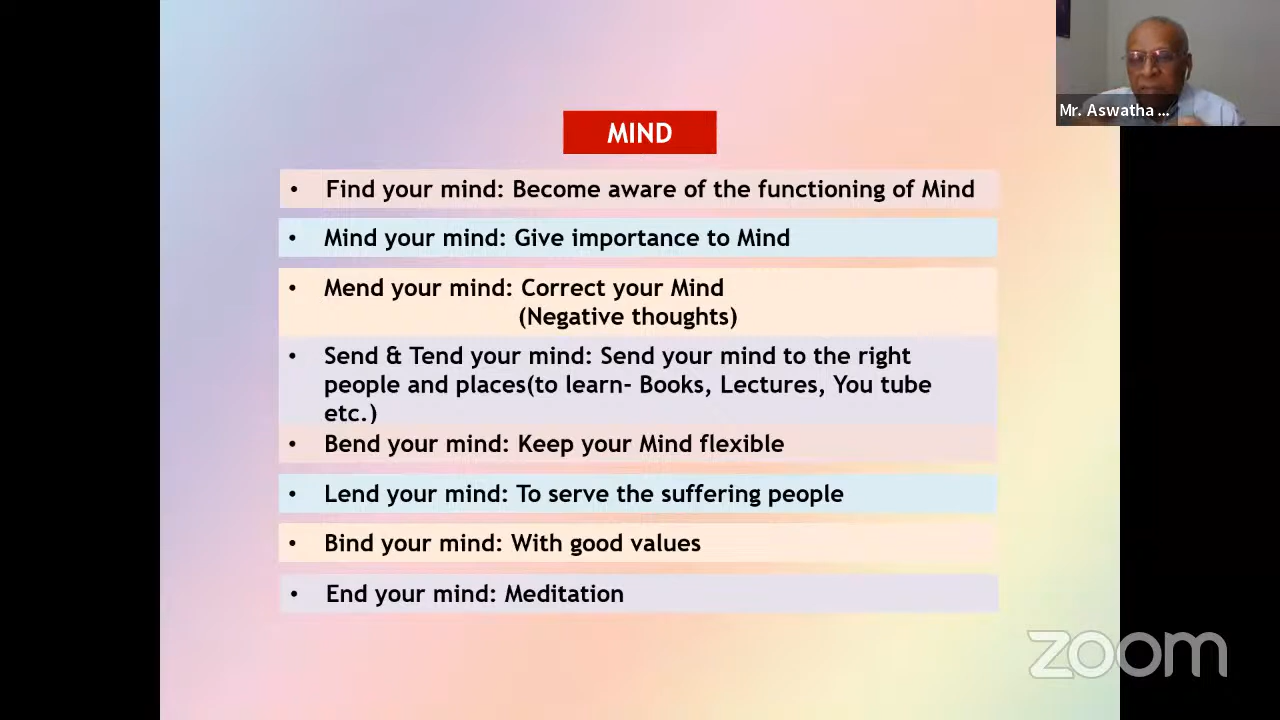 Mr. Aswatha ...
MIND
• Find your mind: Become aware of the functioning of Mind
• Mind your mind: Give importance to Mind
• Mend your mind: Correct your Mind
(Negative thoughts)
• Send & Tend your mind: Send your mind to the right
people and places(to learn- Books, Lectures, You tube
etc.)
• Bend your mind: Keep your Mind flexible
• Lend your mind: To serve the suffering people
• Bind your mind: With good values
• End your mind: Meditation
zoom